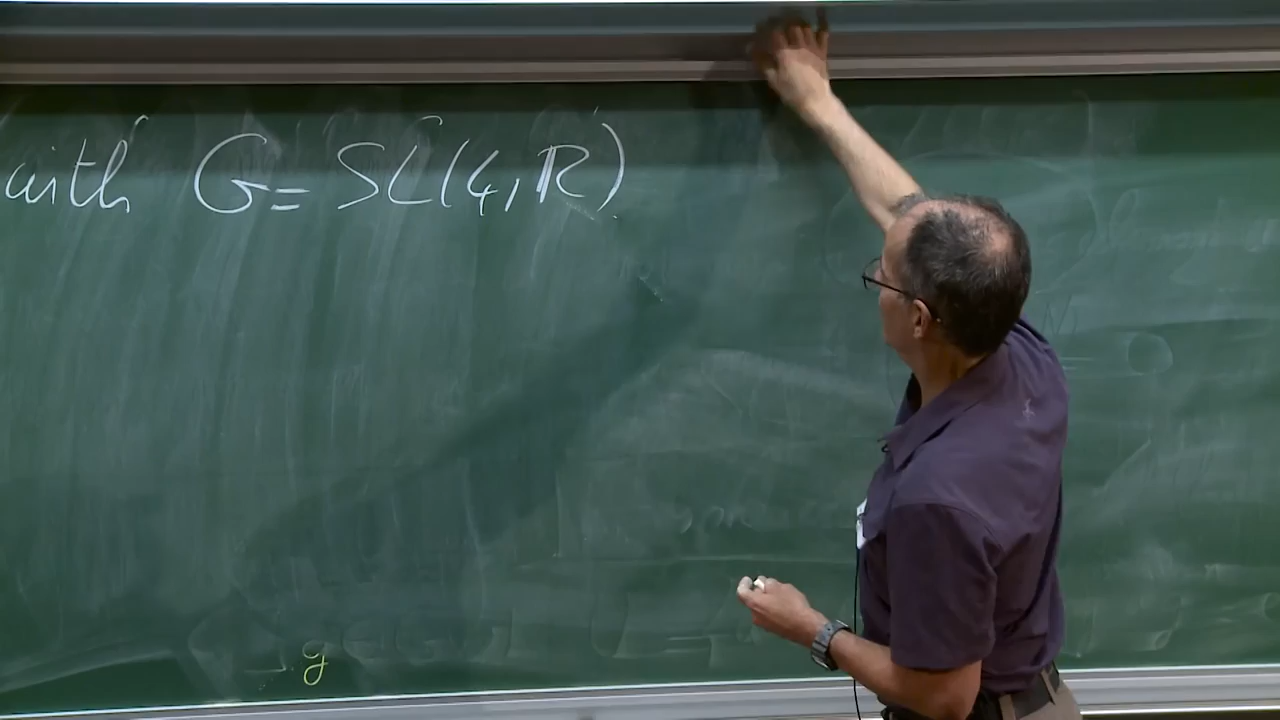 with G = SL(4, ℝ)
y